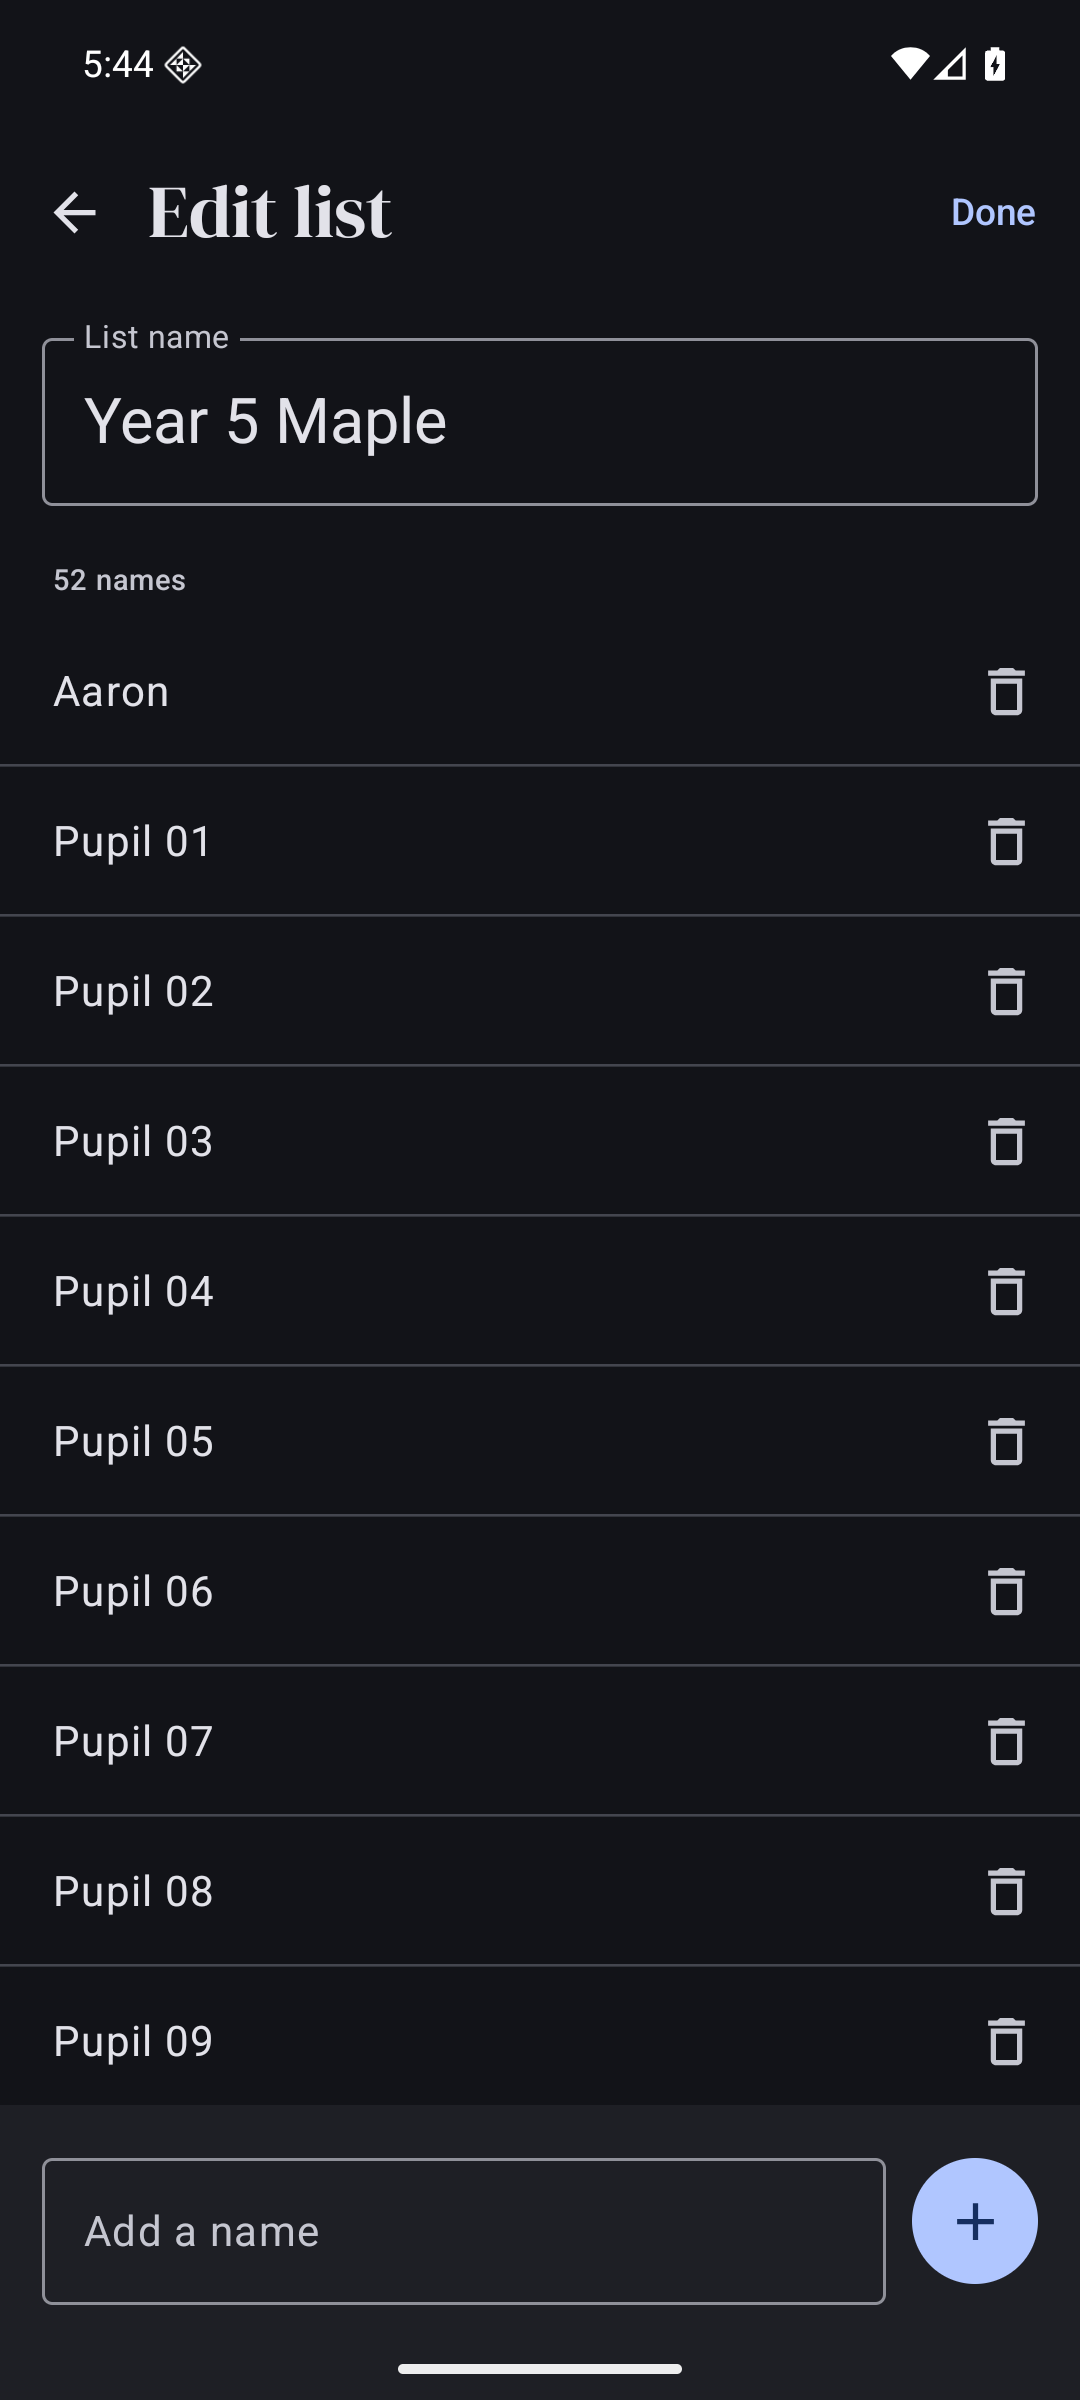 5:44
Edit list
Done
List name
Year 5 Maple
52 names
Aaron
Pupil 01
Pupil 02
Pupil 03
Pupil 04
Pupil 05
Pupil 06
Pupil 07
Pupil 08
Pupil 09
Add a name